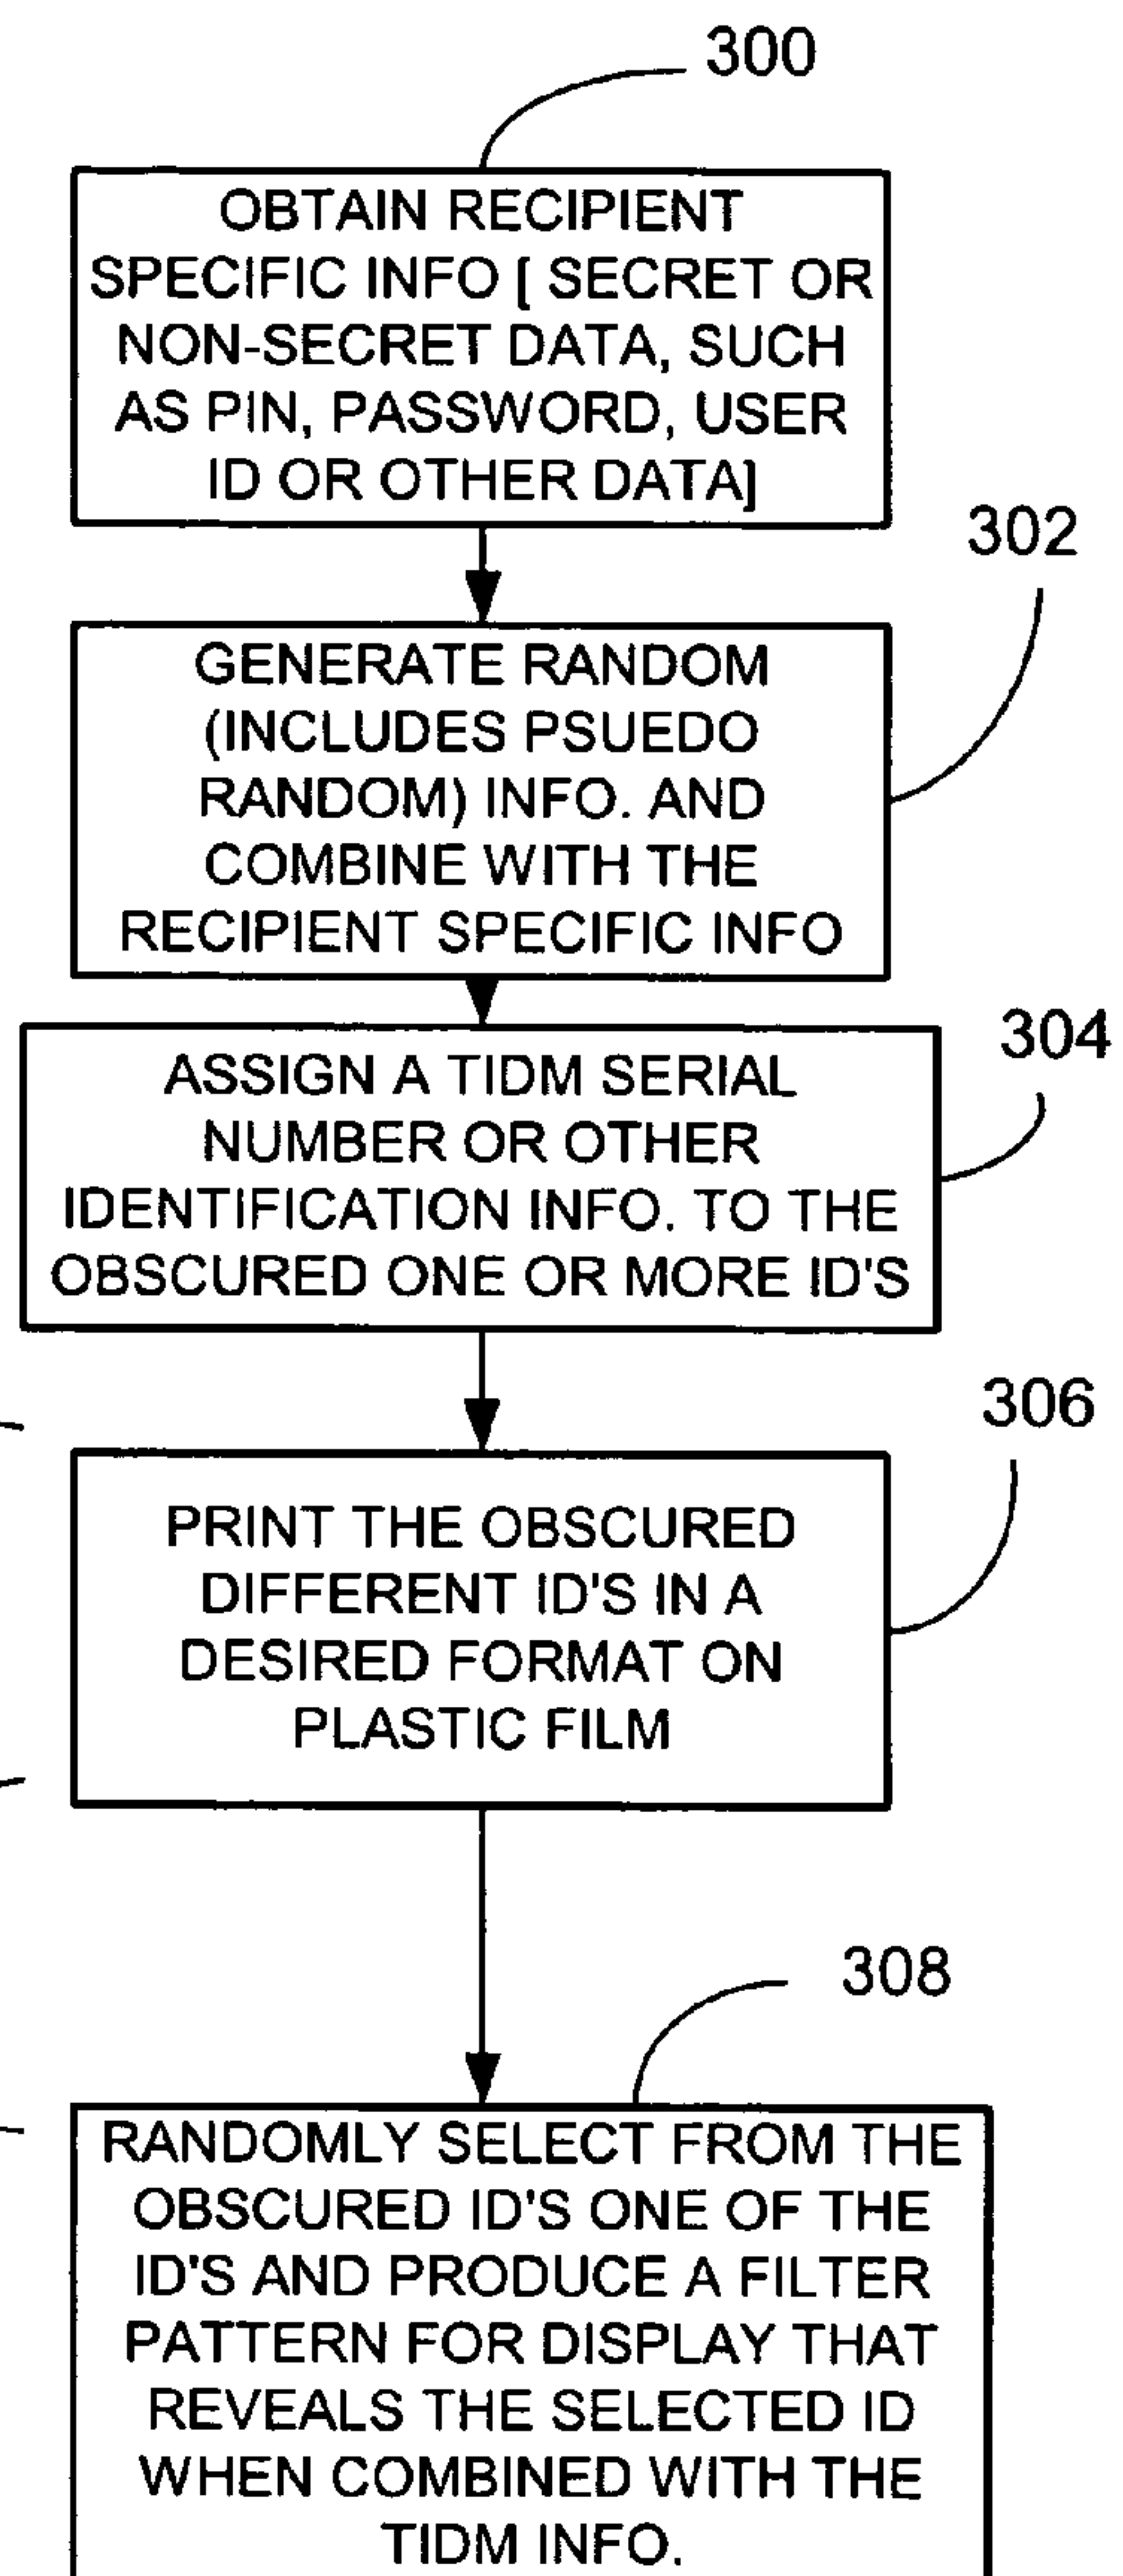 300
OBTAIN RECIPIENT
SPECIFIC INFO [ SECRET OR
NON-SECRET DATA, SUCH
AS PIN, PASSWORD, USER
ID OR OTHER DATA]
302
GENERATE RANDOM
(INCLUDES PSUEDO
RANDOM) INFO. AND
COMBINE WITH THE
RECIPIENT SPECIFIC INFO
304
ASSIGN A TIDM SERIAL
NUMBER OR OTHER
IDENTIFICATION INFO. TO THE
OBSCURED ONE OR MORE ID'S
306
PRINT THE OBSCURED
DIFFERENT ID'S IN A
DESIRED FORMAT ON
PLASTIC FILM
308
RANDOMLY SELECT FROM THE
OBSCURED ID'S ONE OF THE
ID'S AND PRODUCE A FILTER
PATTERN FOR DISPLAY THAT
REVEALS THE SELECTED ID
WHEN COMBINED WITH THE
TIDM INFO.